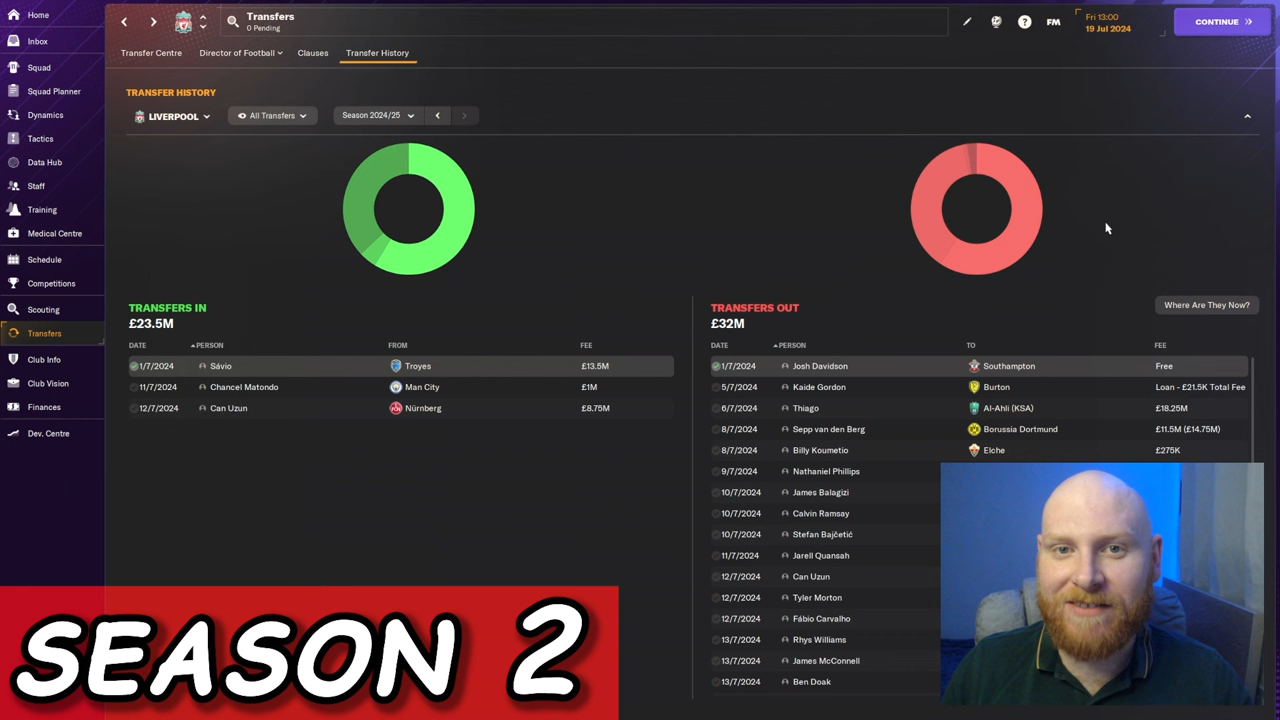 Home
Inbox
Squad
Squad Planner
Dynamics
Tactics
Data Hub
Staff
Training
Medical Centre
Schedule
Competitions
Scouting
Transfers
Club Info
Club Vision
Finances
Dev. Centre
Transfers
0 Pending
?
FM
Fri 13:00
19 Jul 2024
CONTINUE
Transfer Centre
Director of Football
Clauses
Transfer History
TRANSFER HISTORY
LIVERPOOL
All Transfers
Season 2024/25
TRANSFERS IN
£23.5M
DATE PERSON FROM FEE
1/7/2024 Sávio Troyes £13.5M
11/7/2024 Chancel Matondo Man City £1M
12/7/2024 Can Uzun Nürnberg £8.75M
TRANSFERS OUT
£32M
Where Are They Now?
DATE PERSON TO FEE
1/7/2024 Josh Davidson Southampton Free
5/7/2024 Kaide Gordon Burton Loan - £21.5K Total Fee
6/7/2024 Thiago Al-Ahli (KSA) £18.25M
8/7/2024 Sepp van den Berg Borussia Dortmund £11.5M (£14.75M)
8/7/2024 Billy Koumetio Elche £275K
9/7/2024 Nathaniel Phillips
10/7/2024 James Balagizi
10/7/2024 Calvin Ramsay
10/7/2024 Stefan Bajčetić
11/7/2024 Jarell Quansah
12/7/2024 Can Uzun
12/7/2024 Tyler Morton
12/7/2024 Fábio Carvalho
13/7/2024 Rhys Williams
13/7/2024 James McConnell
13/7/2024 Ben Doak
SEASON 2